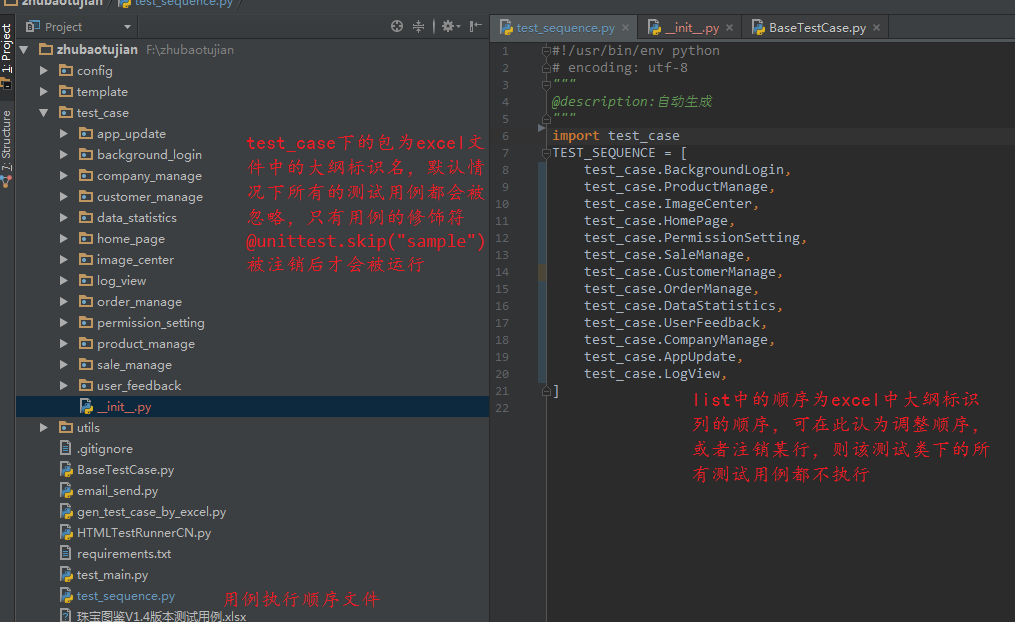 zhubaotujian test_sequence.py
Project
1: Project
7: Structure
zhubaotujian F:\zhubaotujian
config
template
test_case
app_update
background_login
company_manage
customer_manage
data_statistics
home_page
image_center
log_view
order_manage
permission_setting
product_manage
sale_manage
user_feedback
__init__.py
utils
.gitignore
BaseTestCase.py
email_send.py
gen_test_case_by_excel.py
HTMLTestRunnerCN.py
requirements.txt
test_main.py
test_sequence.py
珠宝图鉴V1.4版本测试用例.xlsx
test_case下的包为excel文
件中的大纲标识名，默认情
况下所有的测试用例都会被
忽略，只有用例的修饰符
@unittest.skip("sample")
被注销后才会被运行
用例执行顺序文件
test_sequence.py × __init__.py × BaseTestCase.py ×
1 #!/usr/bin/env python
2 # encoding: utf-8
3 """
4 @description:自动生成
5 """
6 import test_case
7 TEST_SEQUENCE = [
8 test_case.BackgroundLogin,
9 test_case.ProductManage,
10 test_case.ImageCenter,
11 test_case.HomePage,
12 test_case.PermissionSetting,
13 test_case.SaleManage,
14 test_case.CustomerManage,
15 test_case.OrderManage,
16 test_case.DataStatistics,
17 test_case.UserFeedback,
18 test_case.CompanyManage,
19 test_case.AppUpdate,
20 test_case.LogView,
21 ]
22
list中的顺序为excel中大纲标识
列的顺序，可在此认为调整顺序，
或者注销某行，则该测试类下的所
有测试用例都不执行